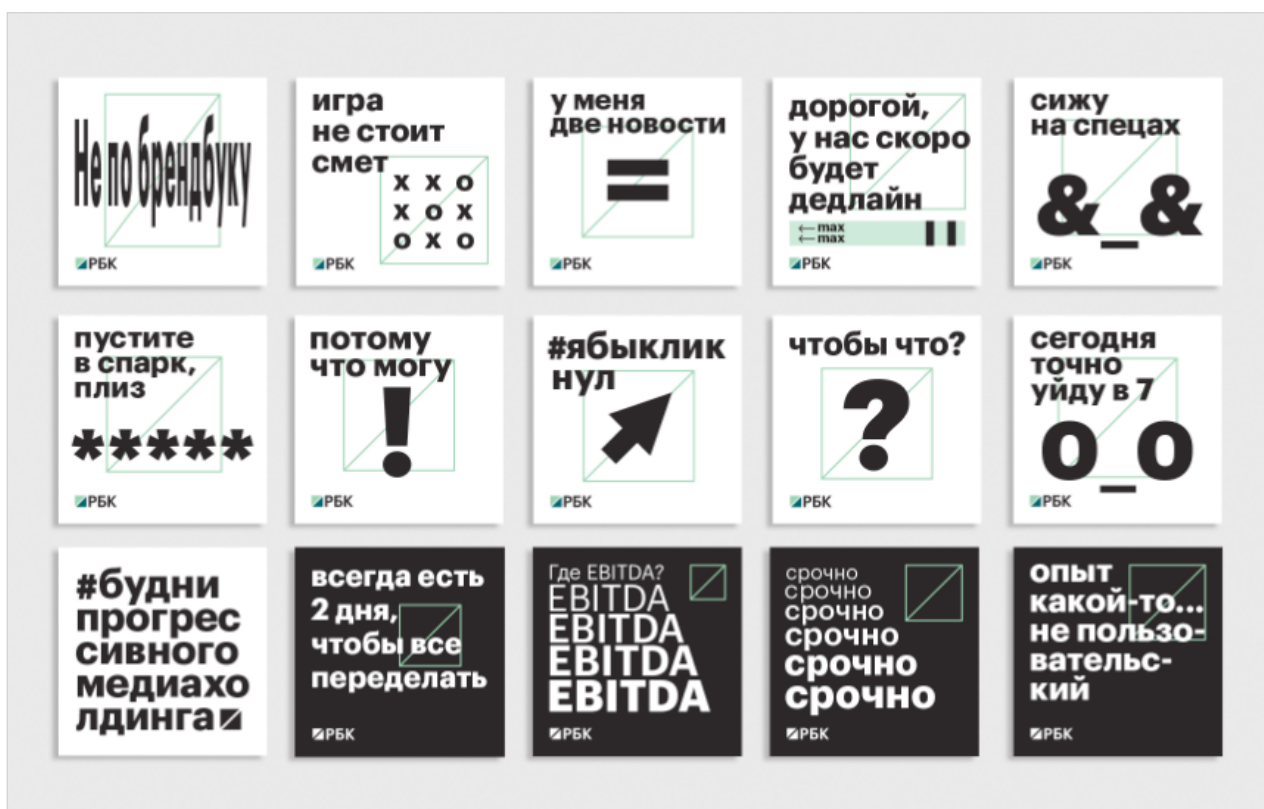 Не по брендбуку
РБК
игра
не стоит
смет
x x o
x o x
o x o
РБК
у меня
две новости
=
РБК
дорогой,
у нас скоро
будет
дедлайн
← max
← max
РБК
сижу
на спецах
&_&
РБК
пустите
в спарк,
плиз
*****
РБК
потому
что могу
!
РБК
#ябыклик
нул
РБК
чтобы что?
?
РБК
сегодня
точно
уйду в 7
о_о
РБК
#будни
прогрес
сивного
медиахо
лдинга
всегда есть
2 дня,
чтобы все
переделать
РБК
Где EBITDA?
EBITDA
EBITDA
EBITDA
EBITDA
РБК
срочно
срочно
срочно
срочно
срочно
срочно
РБК
опыт
какой-то...
не пользо-
вательс-
кий
РБК